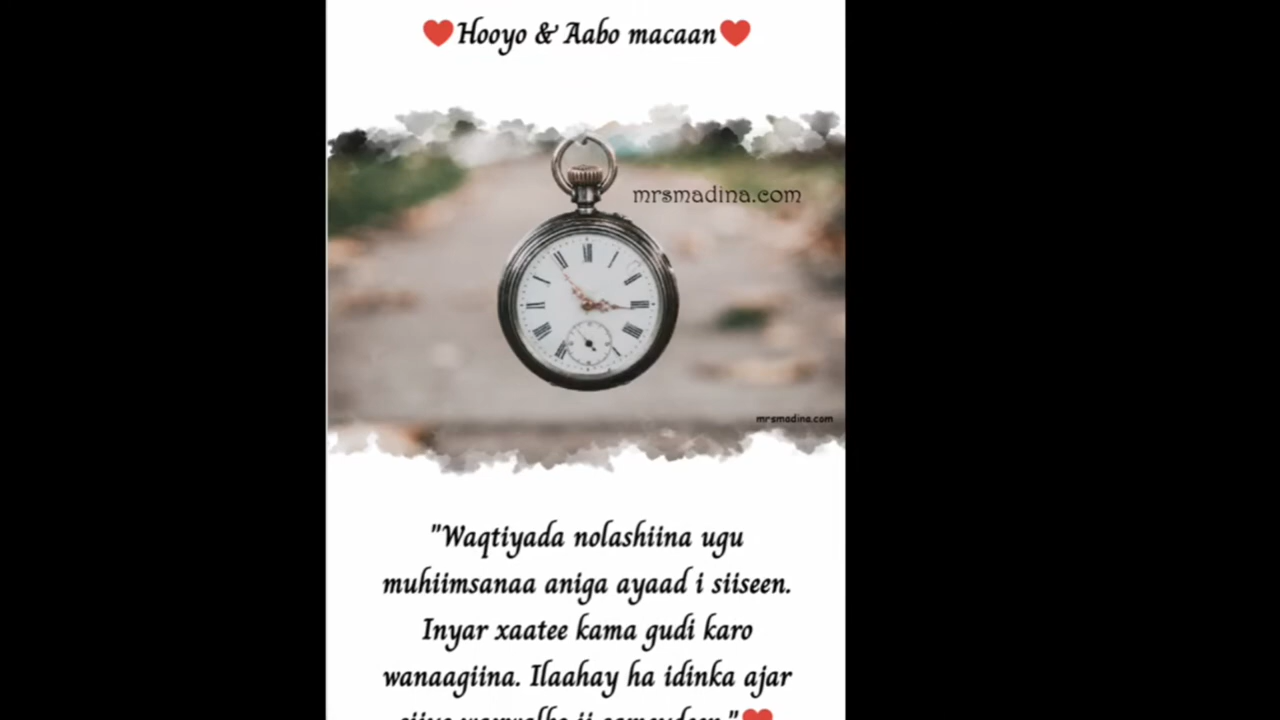 ❤️Hooyo & Aabo macaan❤️
mrsmadina.com
mrsmadina.com
"Waqtiyada nolashiina ugu
muhiimsanaa aniga ayaad i siiseen.
Inyar xaatee kama gudi karo
wanaagiina. Ilaahay ha idinka ajar
"❤️